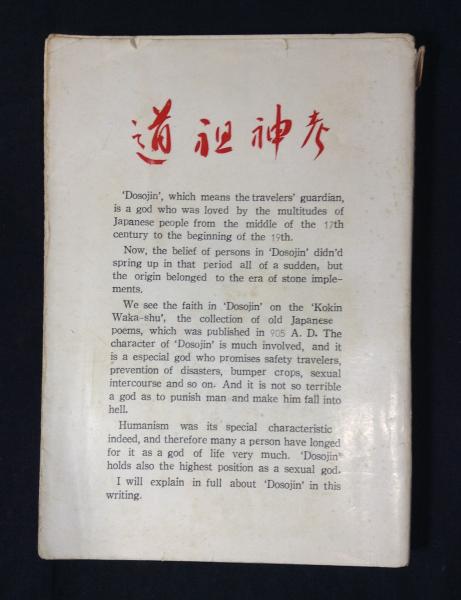 道祖神考
'Dosojin', which means the travelers' guardian,
is a god who was loved by the multitudes of
Japanese people from the middle of the 17th
century to the beginning of the 19th.
Now, the belief of persons in 'Dosojin' didn'd
spring up in that period all of a sudden, but
the origin belonged to the era of stone imple-
ments.
We see the faith in 'Dosojin' on the 'Kokin
Waka-shu', the collection of old Japanese
poems, which was published in 905 A. D. The
character of 'Dosojin' is much involved, and it
is a especial god who promises safety travelers,
prevention of disasters, bumper crops, sexual
intercourse and so on. And it is not so terrible
a god as to punish man and make him fall into
hell.
Humanism was its special characteristic
indeed, and therefore many a person have longed
for it as a god of life very much. 'Dosojin'
holds also the highest position as a sexual god.
I will explain in full about 'Dosojin' in this
writing.